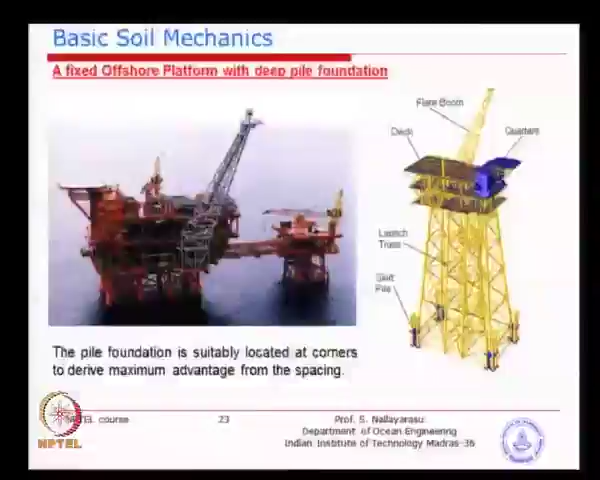 Basic Soil Mechanics
A fixed Offshore Platform with deep pile foundation
Flare Boom
Deck
Quarters
Launch
Truss
Skirt
Pile
The pile foundation is suitably located at corners
to derive maximum advantage from the spacing.
course 23 Prof. S. Nallayarasu
Department of Ocean Engineering
Indian Institute of Technology Madras-36
NPTEL